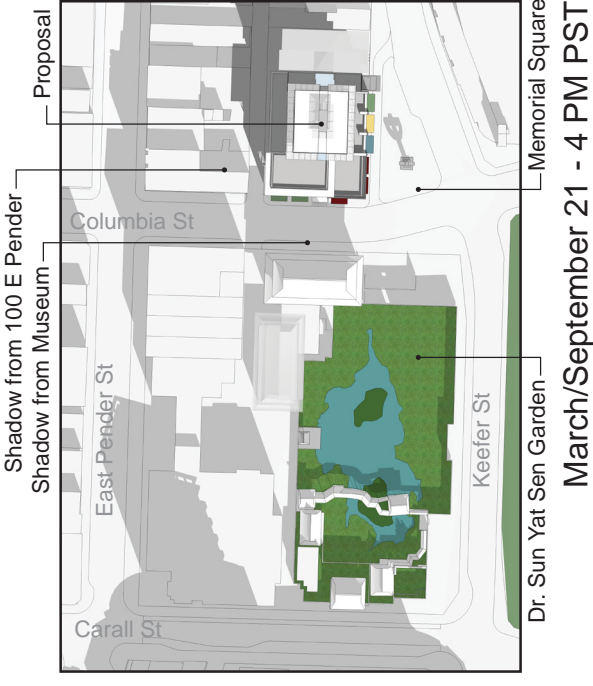 Proposal
Shadow from 100 E Pender
Shadow from Museum
Columbia St
East Pender St
Carall St
Keefer St
Memorial Square
Dr. Sun Yat Sen Garden
March/September 21 - 4 PM PST